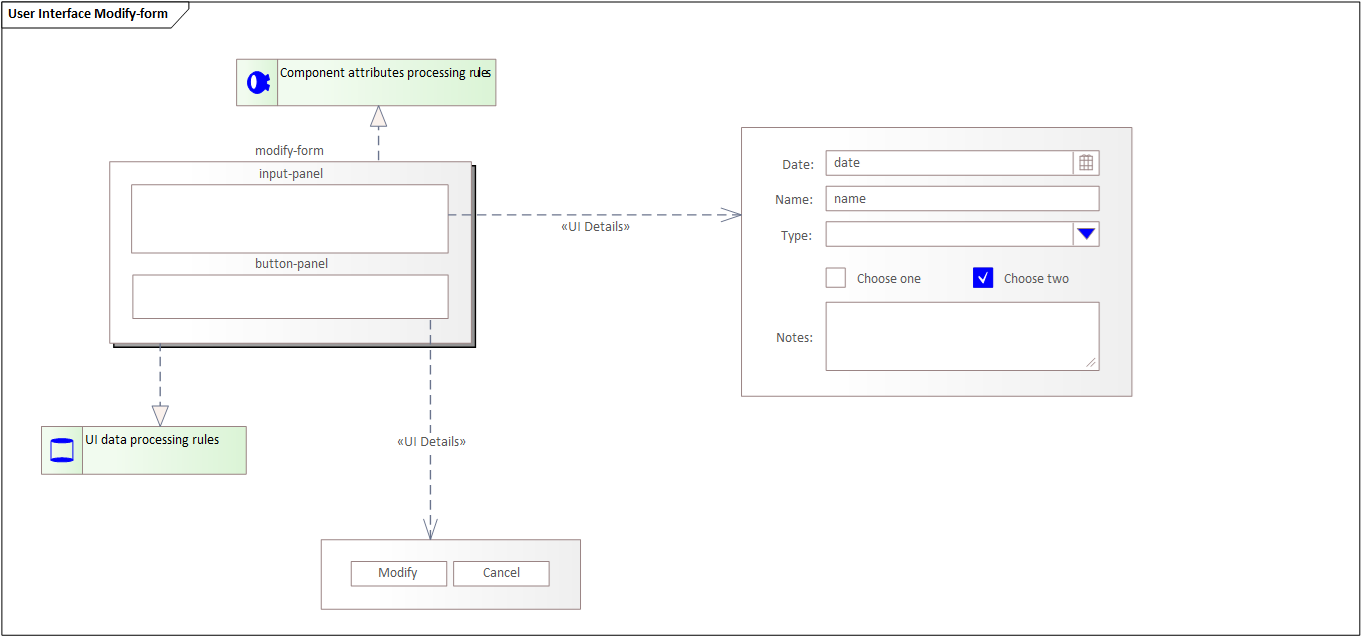 User Interface Modify-form
Component attributes processing rules
modify-form
input-panel
button-panel
«UI Details»
Date:
date
Name:
name
Type:
Choose one
Choose two
Notes:
UI data processing rules
«UI Details»
Modify
Cancel